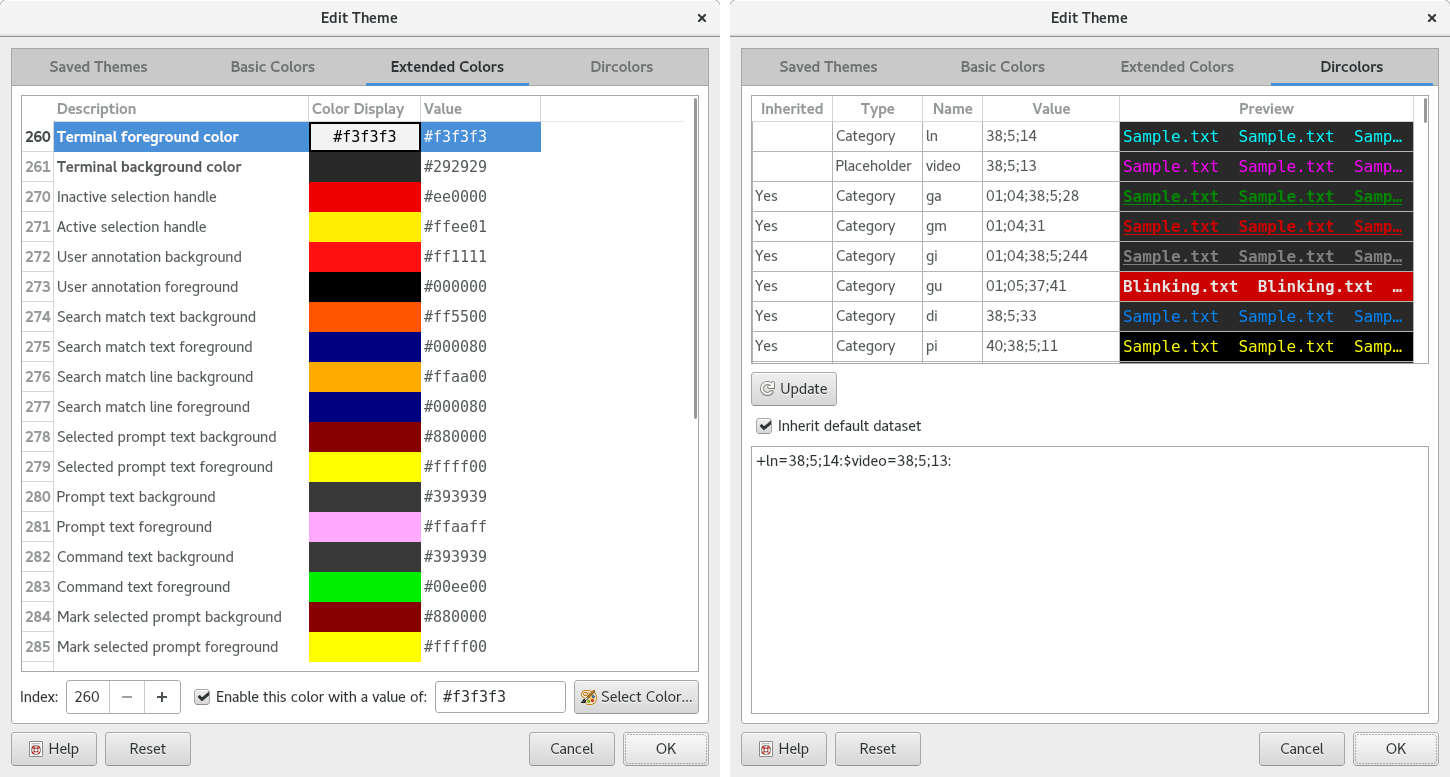 Edit Theme ×
Saved Themes Basic Colors Extended Colors Dircolors
Description Color Display Value
260 Terminal foreground color #f3f3f3 #f3f3f3
261 Terminal background color #292929
270 Inactive selection handle #ee0000
271 Active selection handle #ffee01
272 User annotation background #ff1111
273 User annotation foreground #000000
274 Search match text background #ff5500
275 Search match text foreground #000080
276 Search match line background #ffaa00
277 Search match line foreground #000080
278 Selected prompt text background #880000
279 Selected prompt text foreground #ffff00
280 Prompt text background #393939
281 Prompt text foreground #ffaaff
282 Command text background #393939
283 Command text foreground #00ee00
284 Mark selected prompt background #880000
285 Mark selected prompt foreground #ffff00
Index: 260 − + Enable this color with a value of: #f3f3f3 Select Color...
Help Reset Cancel OK
Edit Theme ×
Saved Themes Basic Colors Extended Colors Dircolors
Inherited Type Name Value Preview
Category ln 38;5;14 Sample.txt Sample.txt Samp…
Placeholder video 38;5;13 Sample.txt Sample.txt Samp…
Yes Category ga 01;04;38;5;28 Sample.txt Sample.txt Samp…
Yes Category gm 01;04;31 Sample.txt Sample.txt Samp…
Yes Category gi 01;04;38;5;244 Sample.txt Sample.txt Samp…
Yes Category gu 01;05;37;41 Blinking.txt Blinking.txt …
Yes Category di 38;5;33 Sample.txt Sample.txt Samp…
Yes Category pi 40;38;5;11 Sample.txt Sample.txt Samp…
Update
Inherit default dataset
+ln=38;5;14:$video=38;5;13:
Help Reset Cancel OK